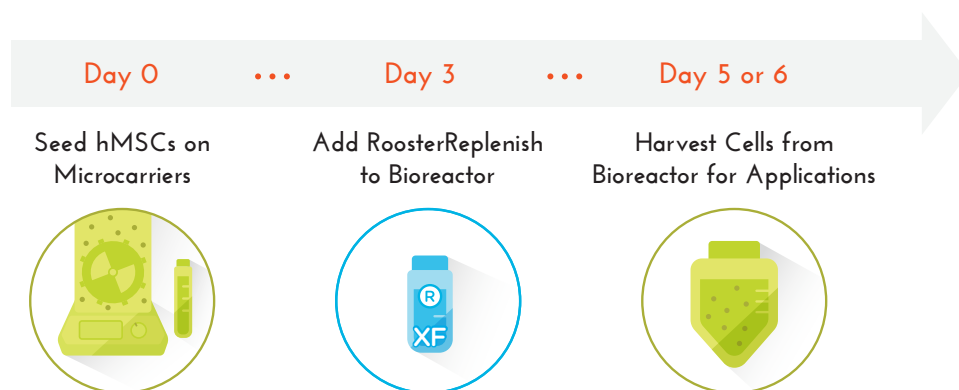 Day 0 ... Day 3 ... Day 5 or 6
Seed hMSCs on
Microcarriers
Add RoosterReplenish
to Bioreactor
Harvest Cells from
Bioreactor for Applications
R
XF